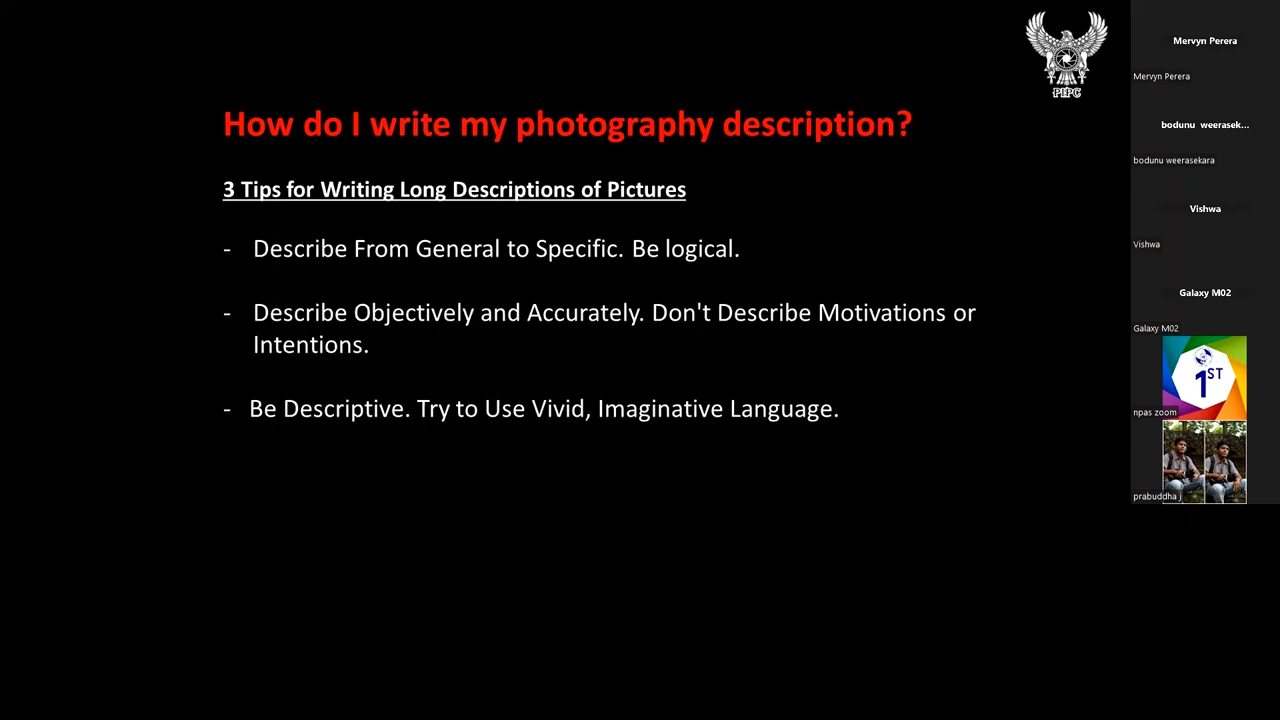 PIPC
How do I write my photography description?
3 Tips for Writing Long Descriptions of Pictures
- Describe From General to Specific. Be logical.
- Describe Objectively and Accurately. Don't Describe Motivations or
Intentions.
- Be Descriptive. Try to Use Vivid, Imaginative Language.
Mervyn Perera
Mervyn Perera
bodunu weerasek...
bodunu weerasekara
Vishwa
Vishwa
Galaxy M02
Galaxy M02
1ST
npas zoom
prabuddha j